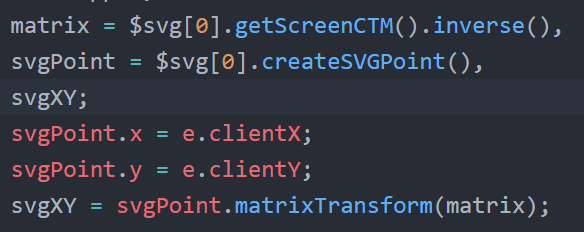 matrix = $svg[0].getScreenCTM().inverse(),
svgPoint = $svg[0].createSVGPoint(),
svgXY;
svgPoint.x = e.clientX;
svgPoint.y = e.clientY;
svgXY = svgPoint.matrixTransform(matrix);